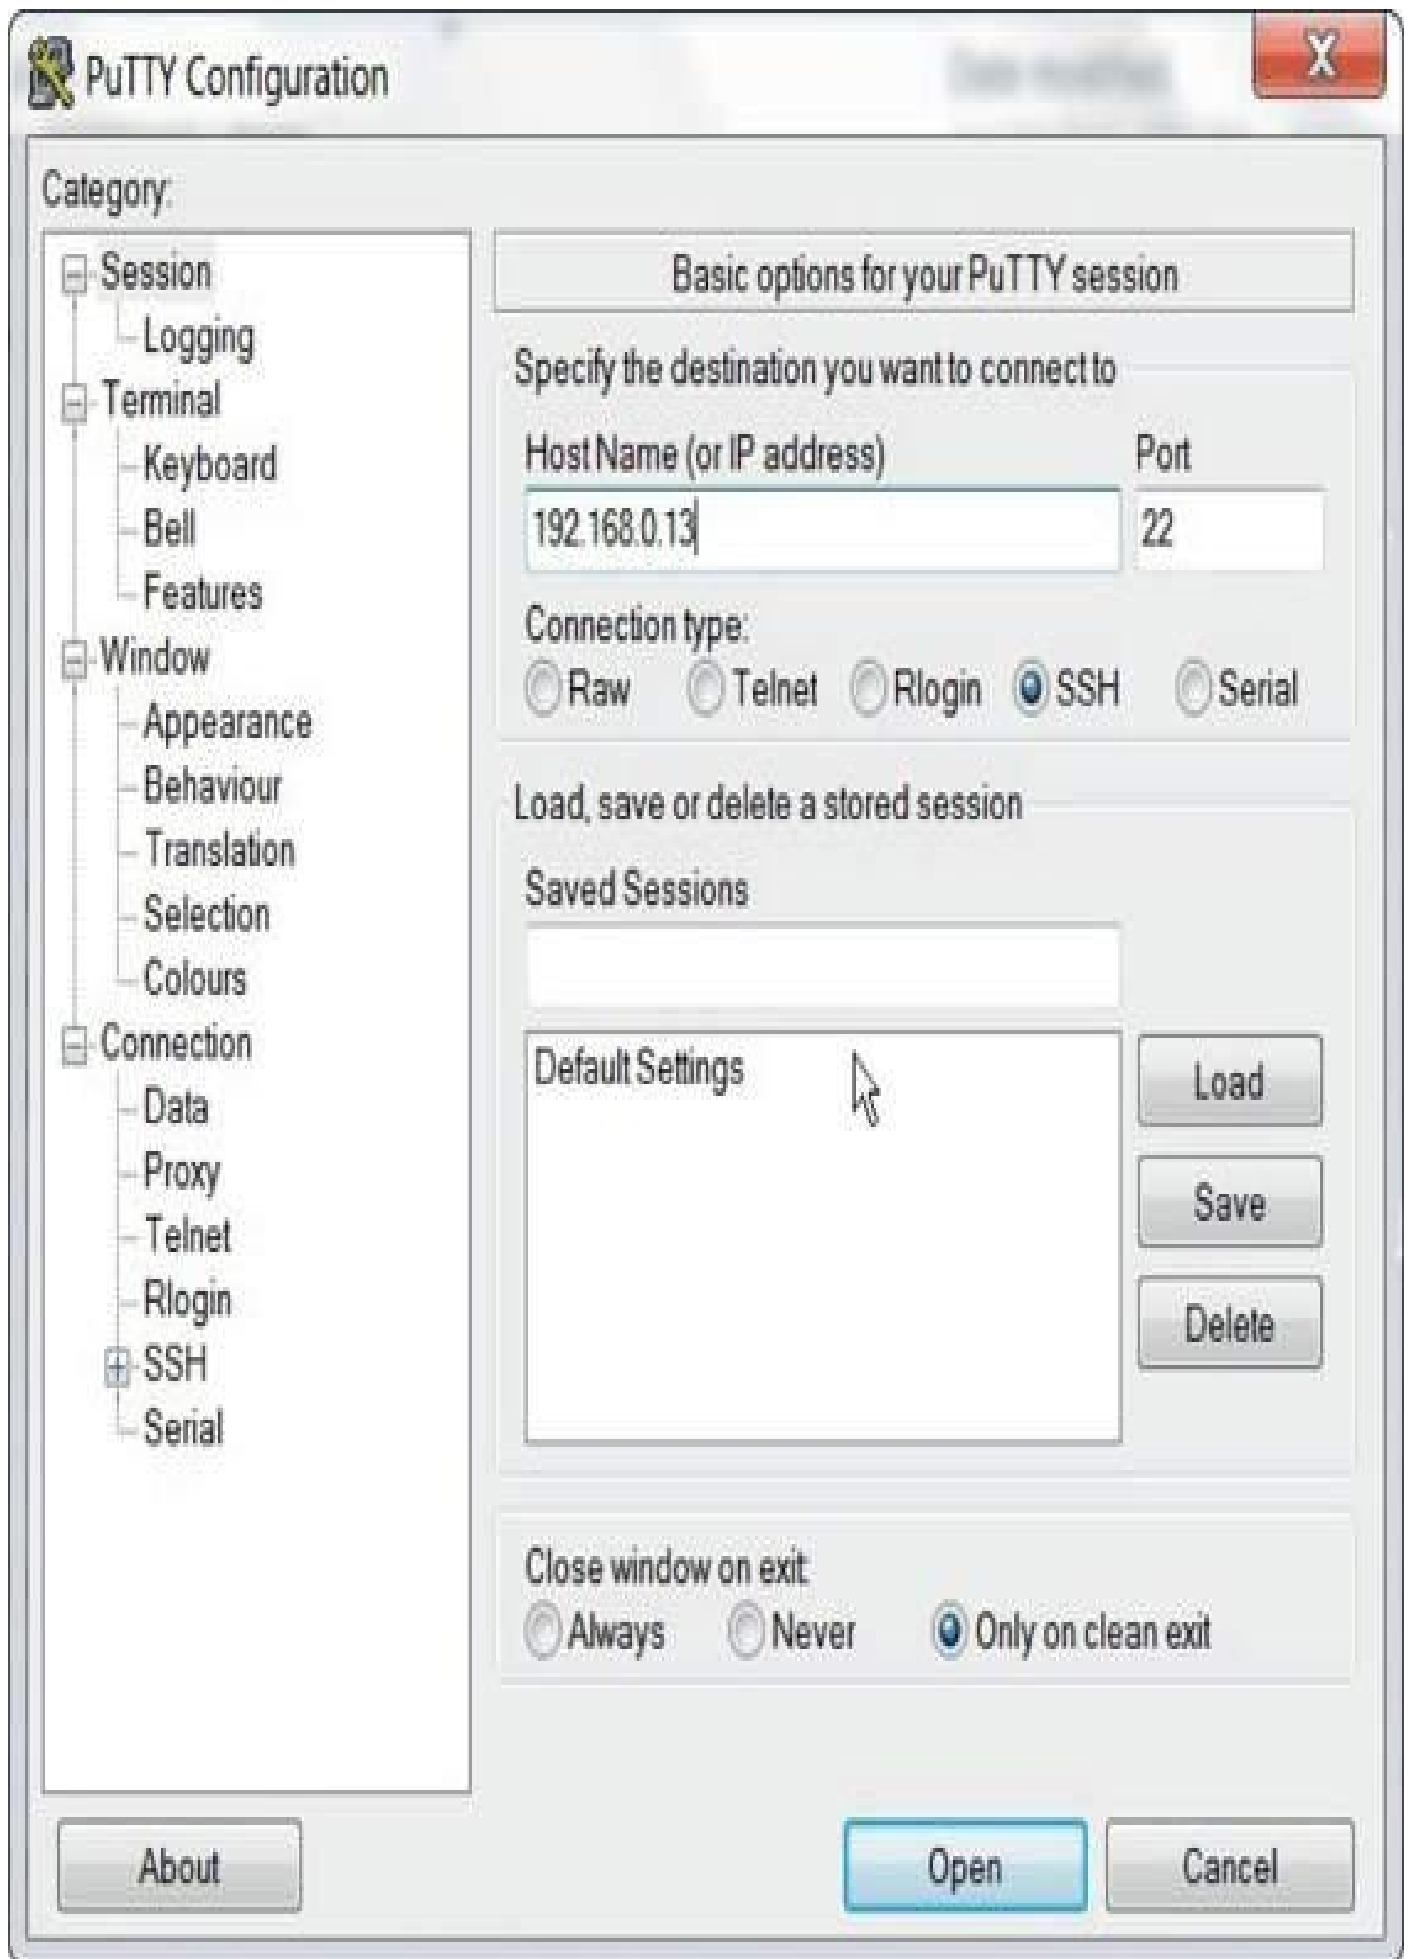 PuTTY Configuration
X
Category:
Session
Logging
Terminal
Keyboard
Bell
Features
Window
Appearance
Behaviour
Translation
Selection
Colours
Connection
Data
Proxy
Telnet
Rlogin
SSH
Serial
Basic options for your PuTTY session
Specify the destination you want to connect to
Host Name (or IP address) Port
192.168.0.13 22
Connection type:
Raw Telnet Rlogin SSH Serial
Load, save or delete a stored session
Saved Sessions
Default Settings
Load
Save
Delete
Close window on exit:
Always Never Only on clean exit
About Open Cancel